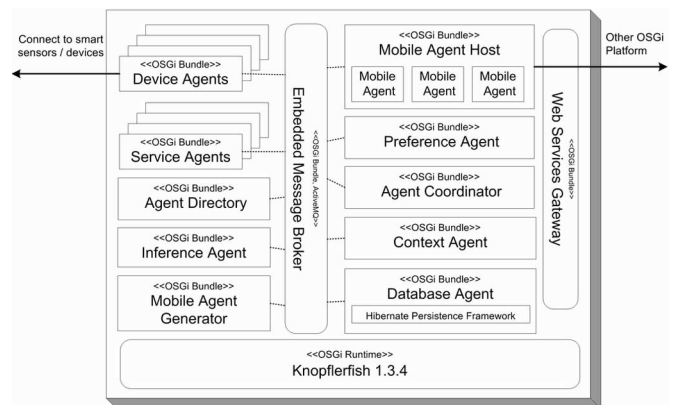 Connect to smart
sensors / devices
<<OSGi Bundle>>
Device Agents
<<OSGi Bundle>>
Service Agents
<<OSGi Bundle>>
Agent Directory
<<OSGi Bundle>>
Inference Agent
<<OSGi Bundle>>
Mobile Agent
Generator
Embedded Message Broker
<<OSGi Bundle, ActiveMQ>>
<<OSGi Bundle>>
Mobile Agent Host
Mobile
Agent
Mobile
Agent
Mobile
Agent
<<OSGi Bundle>>
Preference Agent
<<OSGi Bundle>>
Agent Coordinator
<<OSGi Bundle>>
Context Agent
<<OSGi Bundle>>
Database Agent
Hibernate Persistence Framework
<<OSGi Bundle>>
Web Services Gateway
Other OSGi
Platform
<<OSGi Runtime>>
Knopflerfish 1.3.4